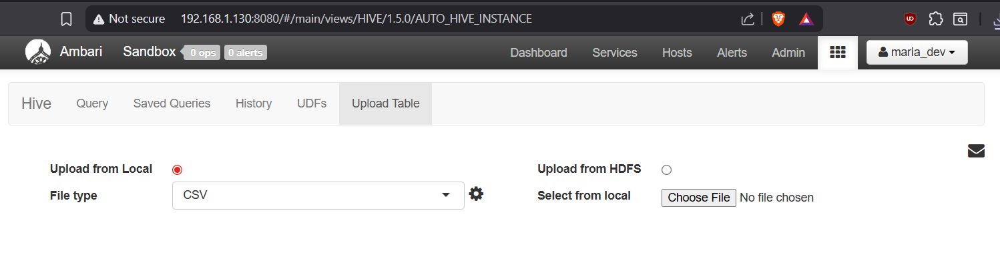 Not secure 192.168.1.130:8080/#/main/views/HIVE/1.5.0/AUTO_HIVE_INSTANCE
Ambari Sandbox 0 ops 0 alerts Dashboard Services Hosts Alerts Admin maria_dev
Hive Query Saved Queries History UDFs Upload Table
Upload from Local Upload from HDFS
File type CSV Select from local Choose File No file chosen